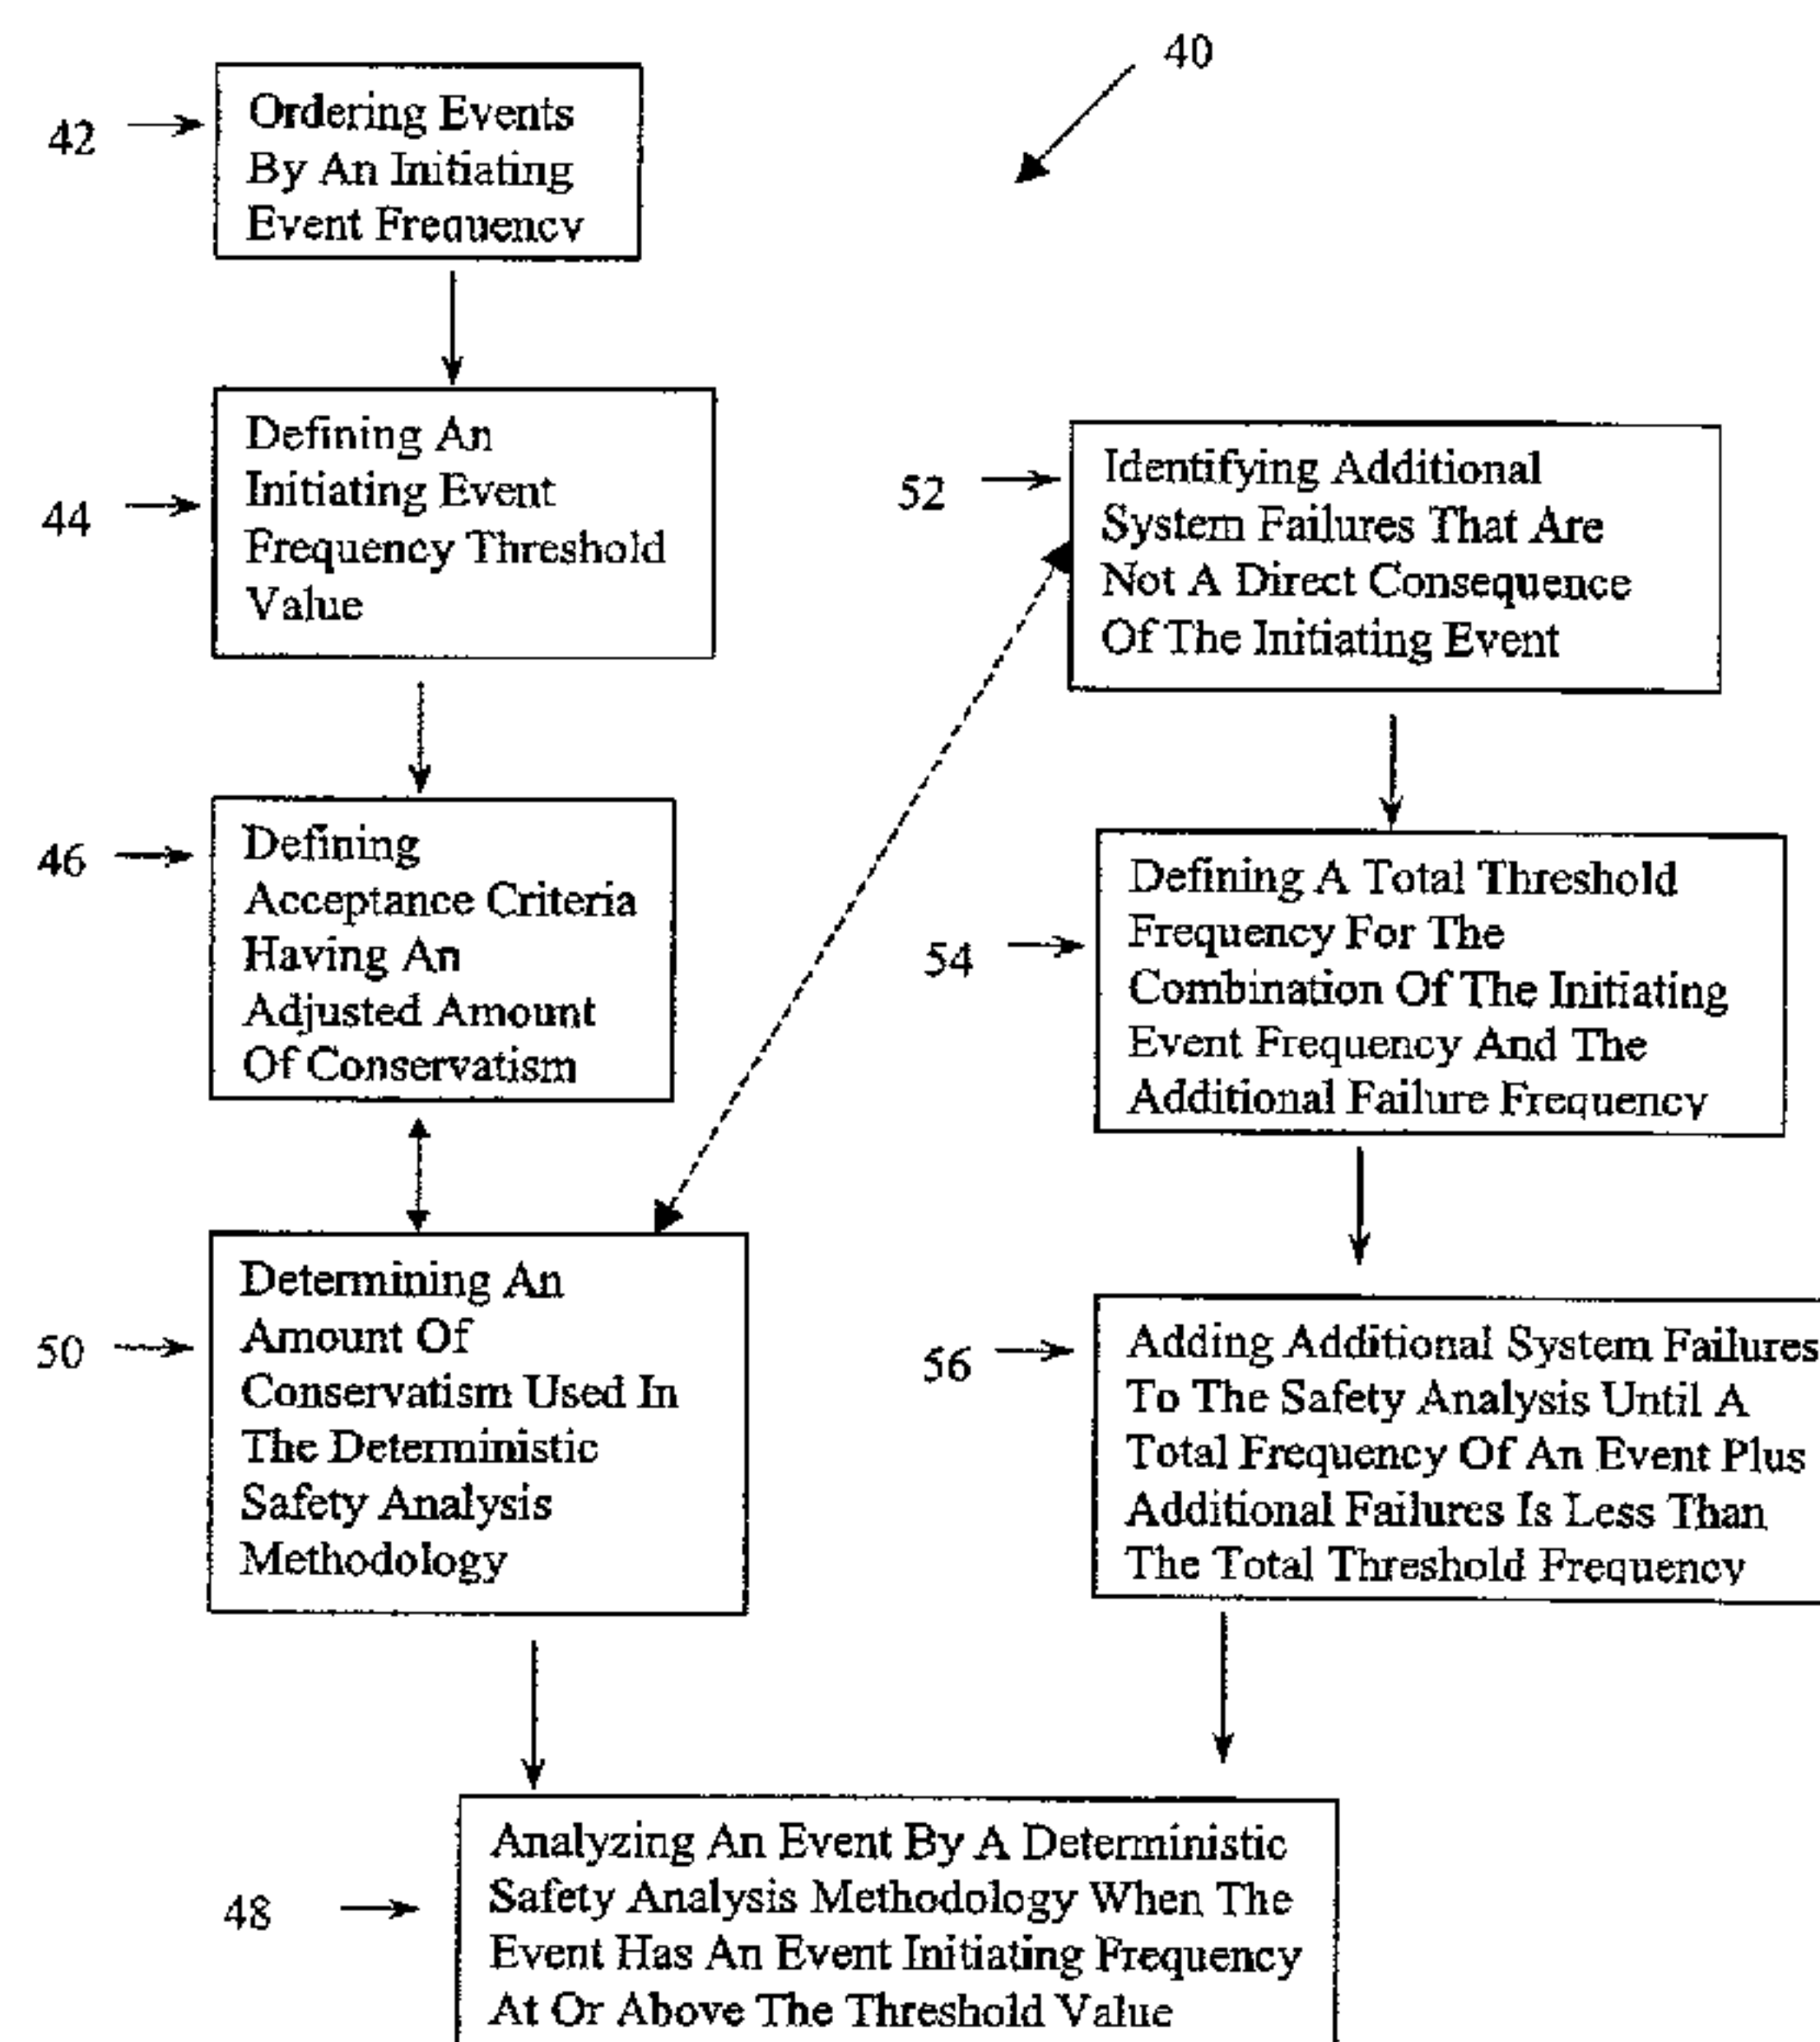 40
42
Ordering Events
By An Initiating
Event Frequency
44
Defining An
Initiating Event
Frequency Threshold
Value
46
Defining
Acceptance Criteria
Having An
Adjusted Amount
Of Conservatism
50
Determining An
Amount Of
Conservatism Used In
The Deterministic
Safety Analysis
Methodology
52
Identifying Additional
System Failures That Are
Not A Direct Consequence
Of The Initiating Event
54
Defining A Total Threshold
Frequency For The
Combination Of The Initiating
Event Frequency And The
Additional Failure Frequency
56
Adding Additional System Failures
To The Safety Analysis Until A
Total Frequency Of An Event Plus
Additional Failures Is Less Than
The Total Threshold Frequency
48
Analyzing An Event By A Deterministic
Safety Analysis Methodology When The
Event Has An Event Initiating Frequency
At Or Above The Threshold Value